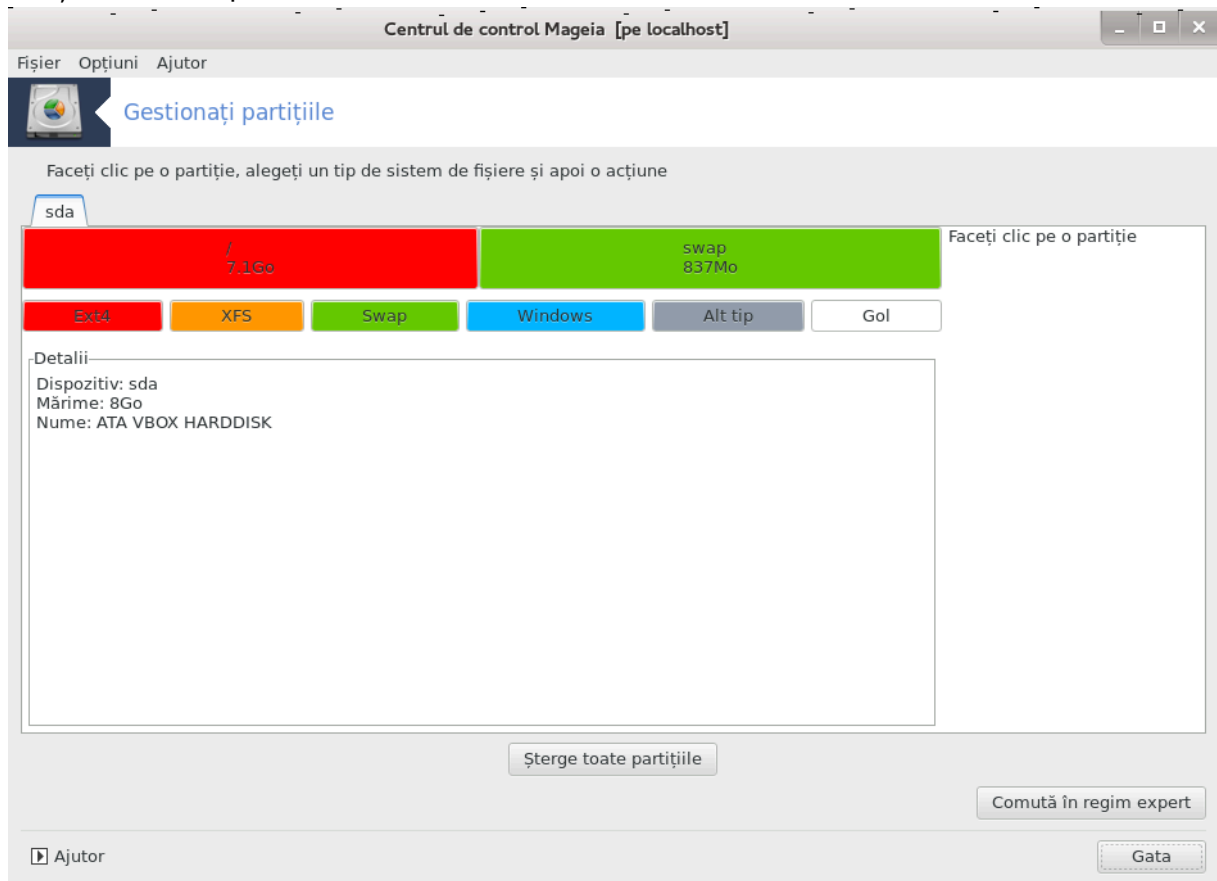 Centrul de control Mageia [pe localhost]
Fișier Opțiuni Ajutor
Gestionați partițiile
Faceți clic pe o partiție, alegeți un tip de sistem de fișiere și apoi o acțiune
sda
/
7.1Go
swap
837Mo
Faceți clic pe o partiție
Ext4 XFS Swap Windows Alt tip Gol
Detalii
Dispozitiv: sda
Mărime: 8Go
Nume: ATA VBOX HARDDISK
Șterge toate partițiile
Comută în regim expert
Ajutor
Gata